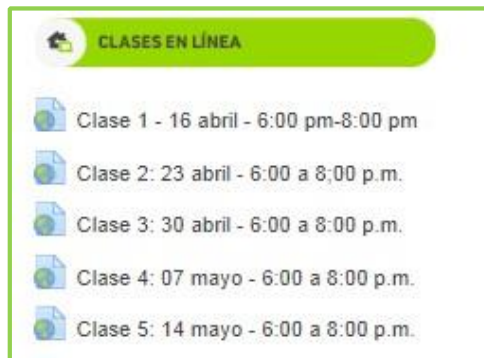 CLASES EN LÍNEA
Clase 1 - 16 abril - 6:00 pm-8:00 pm
Clase 2: 23 abril - 6:00 a 8;00 p.m.
Clase 3: 30 abril - 6:00 a 8:00 p.m.
Clase 4: 07 mayo - 6:00 a 8:00 p.m.
Clase 5: 14 mayo - 6:00 a 8:00 p.m.